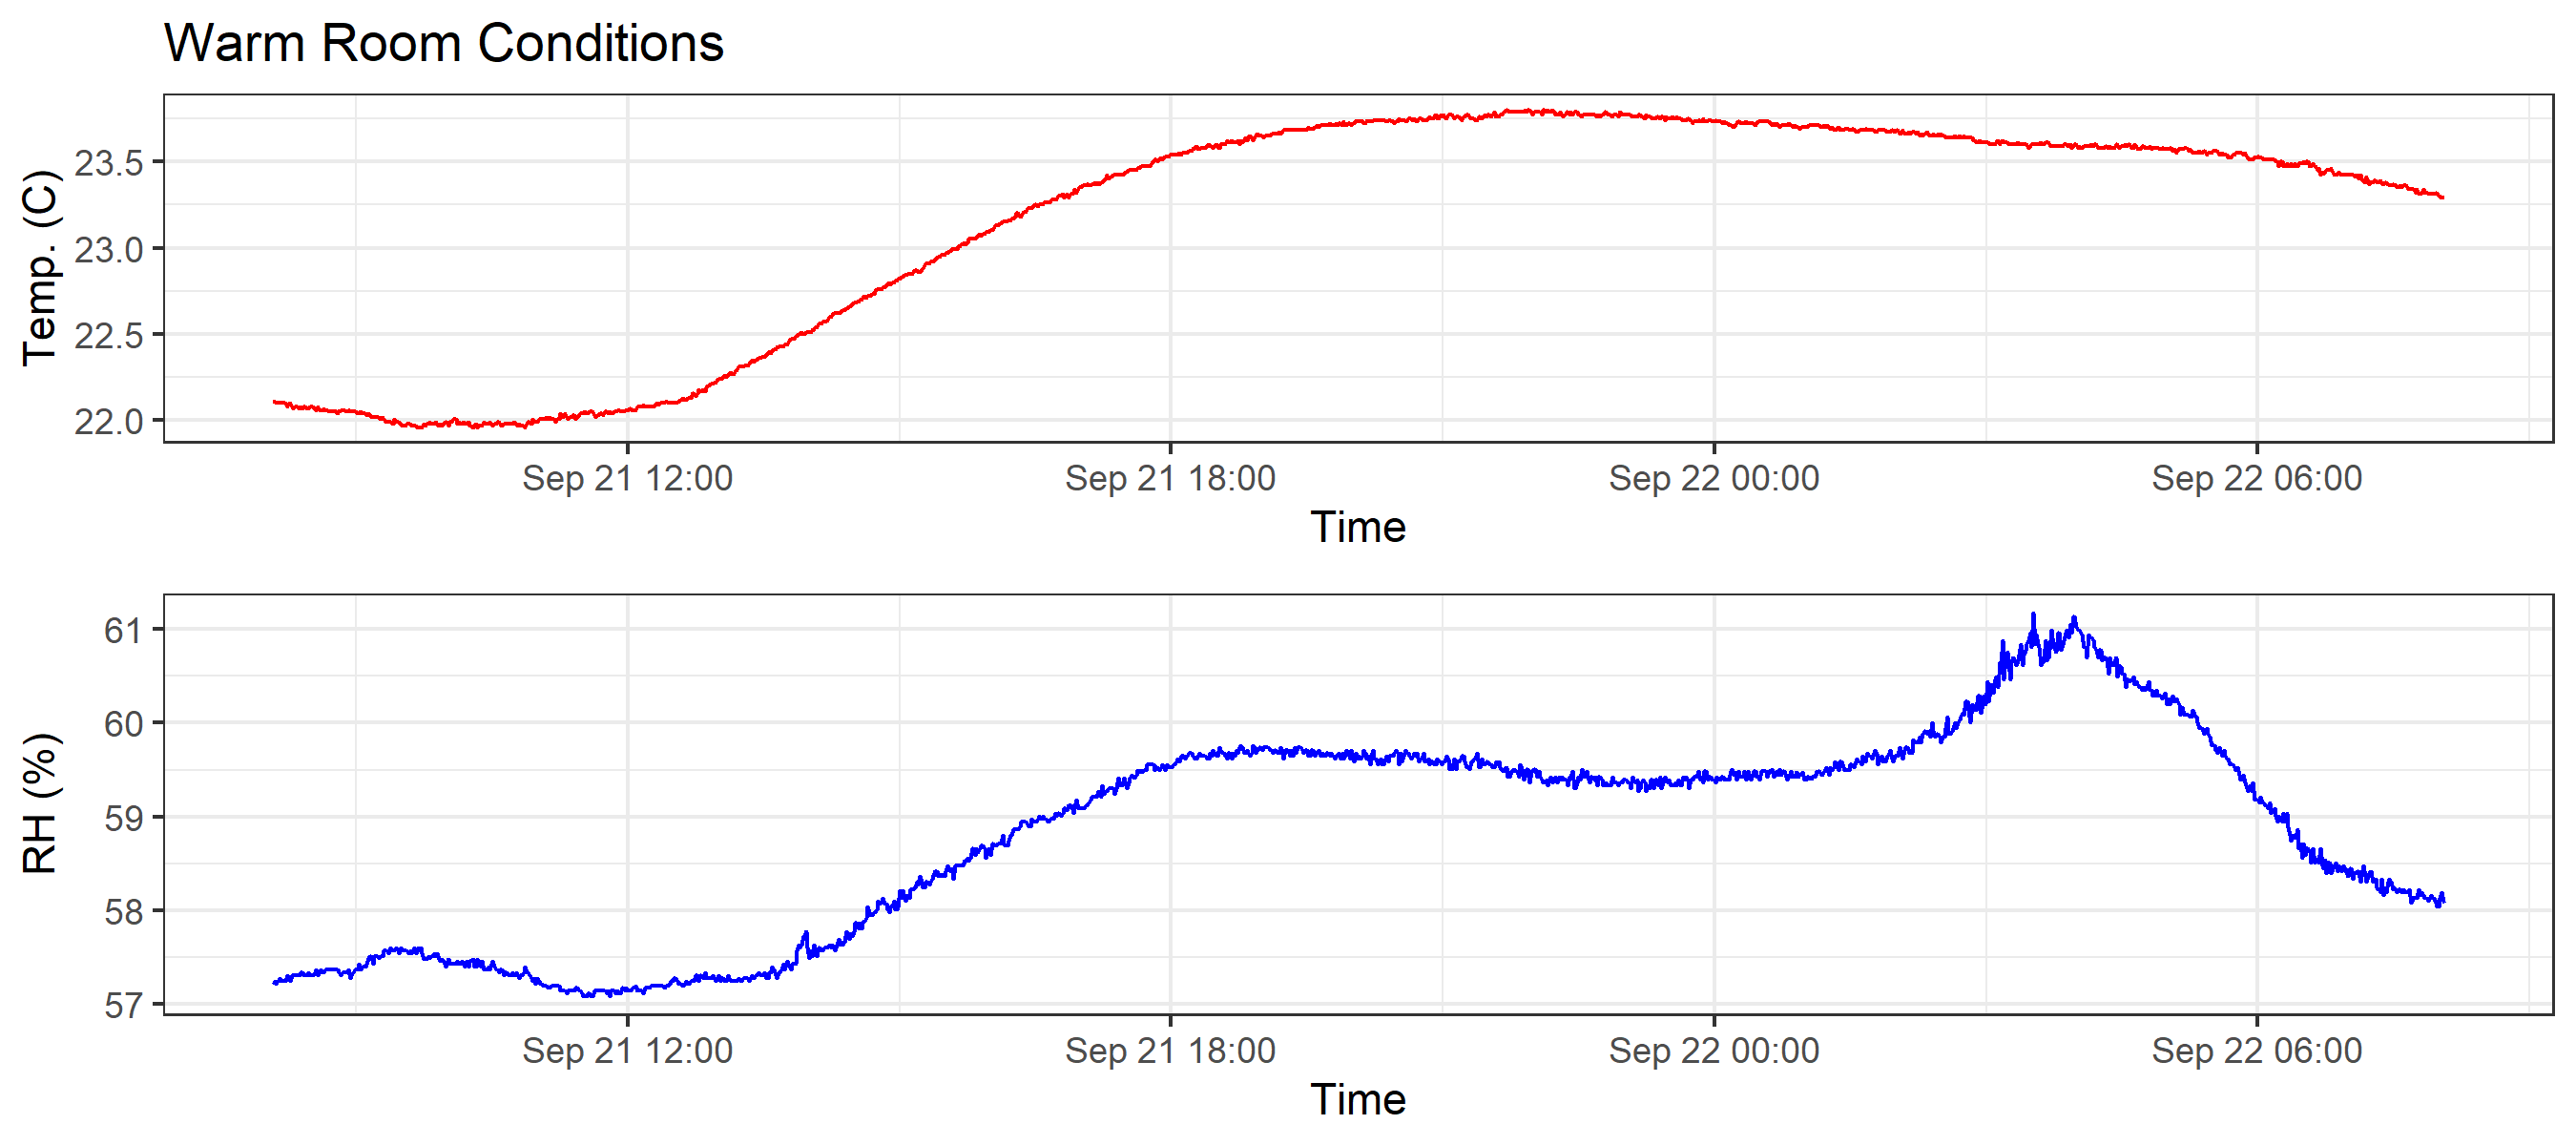 Warm Room Conditions
Temp. (C)
23.5
23.0
22.5
22.0
Sep 21 12:00 Sep 21 18:00 Sep 22 00:00 Sep 22 06:00
Time
RH (%)
61
60
59
58
57
Sep 21 12:00 Sep 21 18:00 Sep 22 00:00 Sep 22 06:00
Time